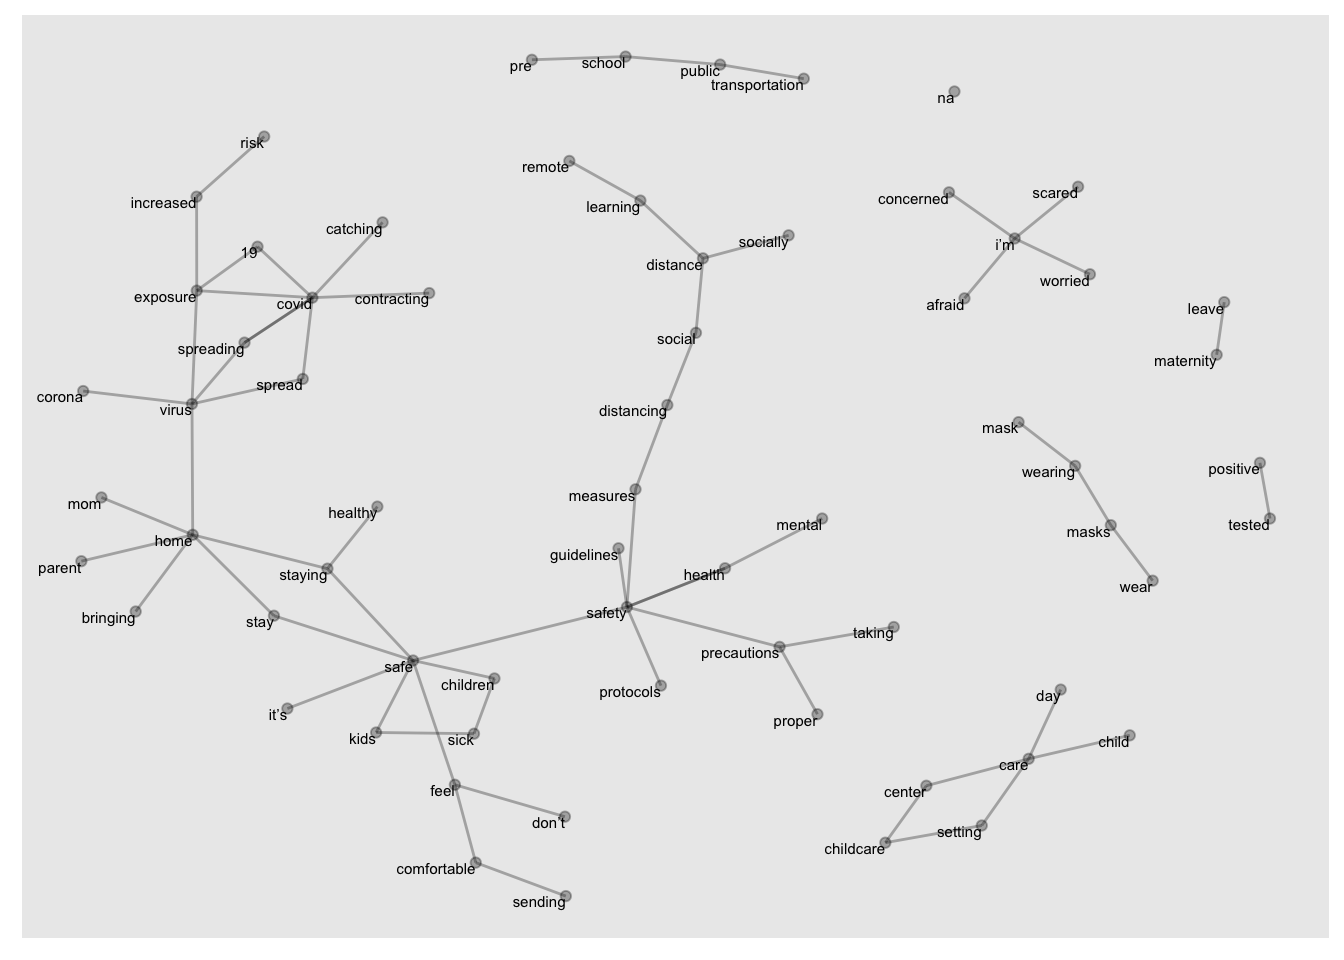 pre
school
public
transportation
na
risk
remote
increased
learning
concerned
scared
catching
19
socially
i'm
distance
worried
exposure
covid
contracting
afraid
leave
spreading
social
maternity
corona
virus
spread
distancing
mask
wearing
positive
mom
healthy
measures
mental
masks
tested
home
guidelines
parent
staying
health
wear
bringing
stay
safety
taking
safe
precautions
children
protocols
day
it's
kids
sick
proper
child
care
feel
center
don't
setting
childcare
comfortable
sending